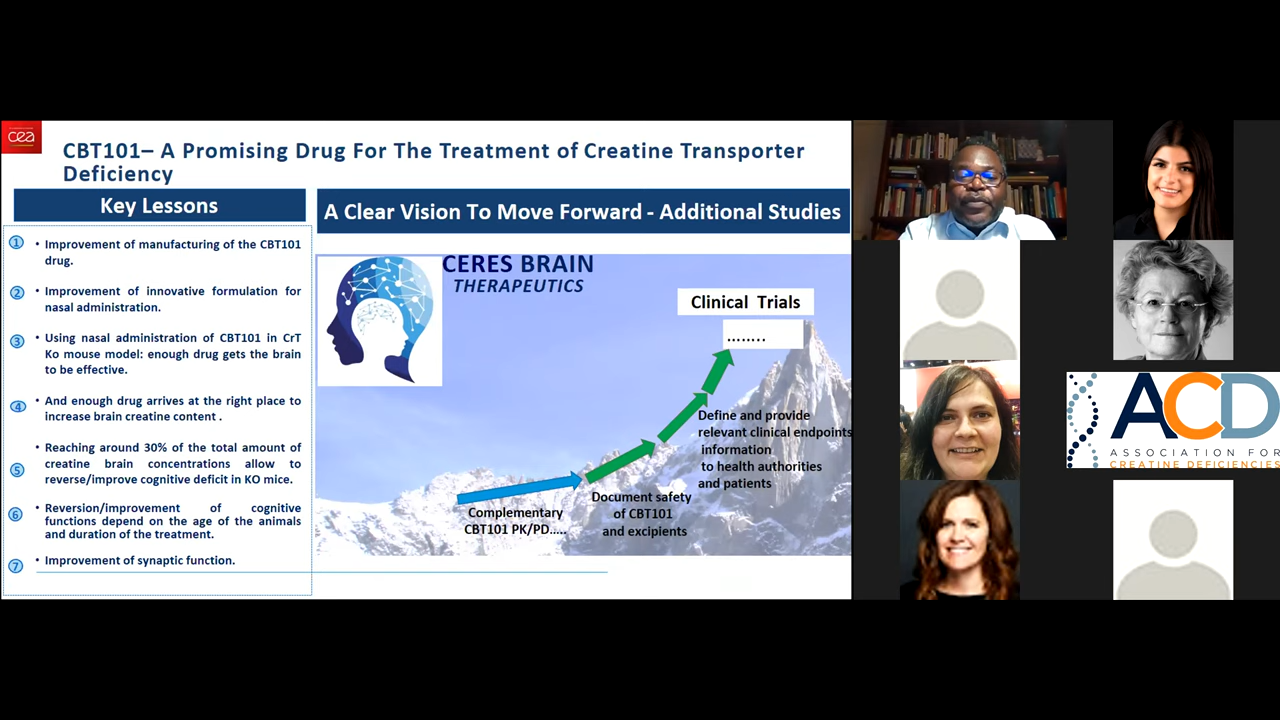 cea
CBT101– A Promising Drug For The Treatment of Creatine Transporter
Deficiency
Key Lessons
1 • Improvement of manufacturing of the CBT101
drug.
2 • Improvement of innovative formulation for
nasal administration.
3 • Using nasal administration of CBT101 in CrT
Ko mouse model: enough drug gets the brain
to be effective.
4 • And enough drug arrives at the right place to
increase brain creatine content .
5 • Reaching around 30% of the total amount of
creatine brain concentrations allow to
reverse/improve cognitive deficit in KO mice.
6 • Reversion/improvement of cognitive
functions depend on the age of the animals
and duration of the treatment.
7 • Improvement of synaptic function.
A Clear Vision To Move Forward - Additional Studies
CERES BRAIN
THERAPEUTICS
Clinical Trials
........
Define and provide
relevant clinical endpoints
information
to health authorities
and patients
Document safety
of CBT101
and excipients
Complementary
CBT101 PK/PD.....
ACD
ASSOCIATION FOR
CREATINE DEFICIENCIES